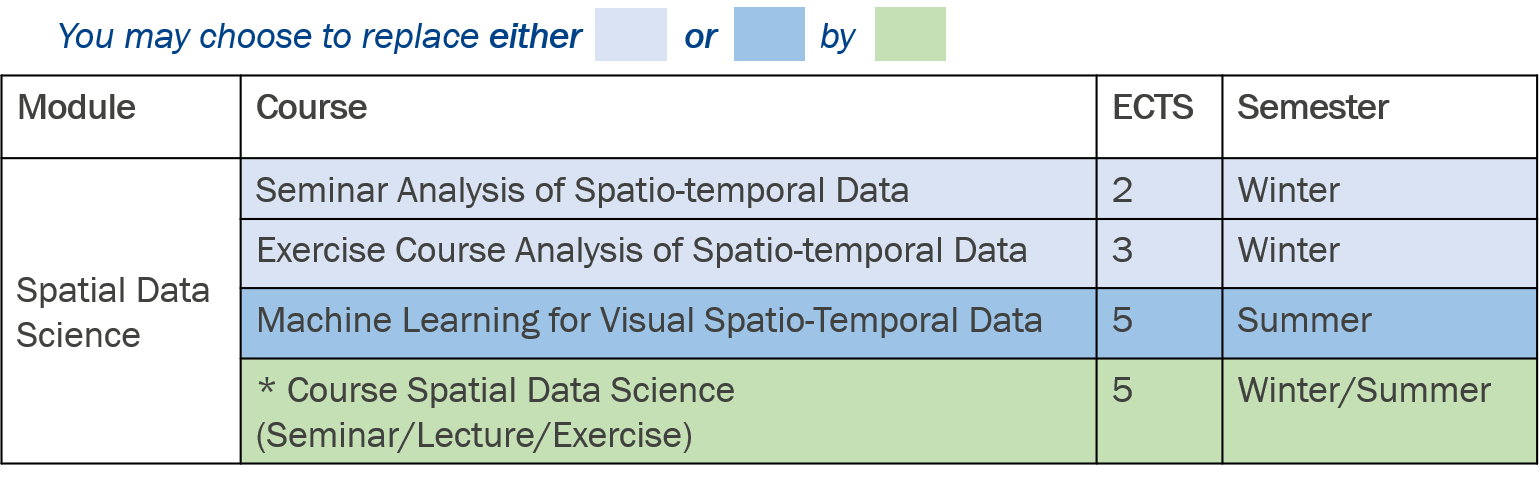 You may choose to replace either or by
Module Course ECTS Semester
Seminar Analysis of Spatio-temporal Data 2 Winter
Exercise Course Analysis of Spatio-temporal Data 3 Winter
Spatial Data
Science
Machine Learning for Visual Spatio-Temporal Data 5 Summer
* Course Spatial Data Science 5 Winter/Summer
(Seminar/Lecture/Exercise)